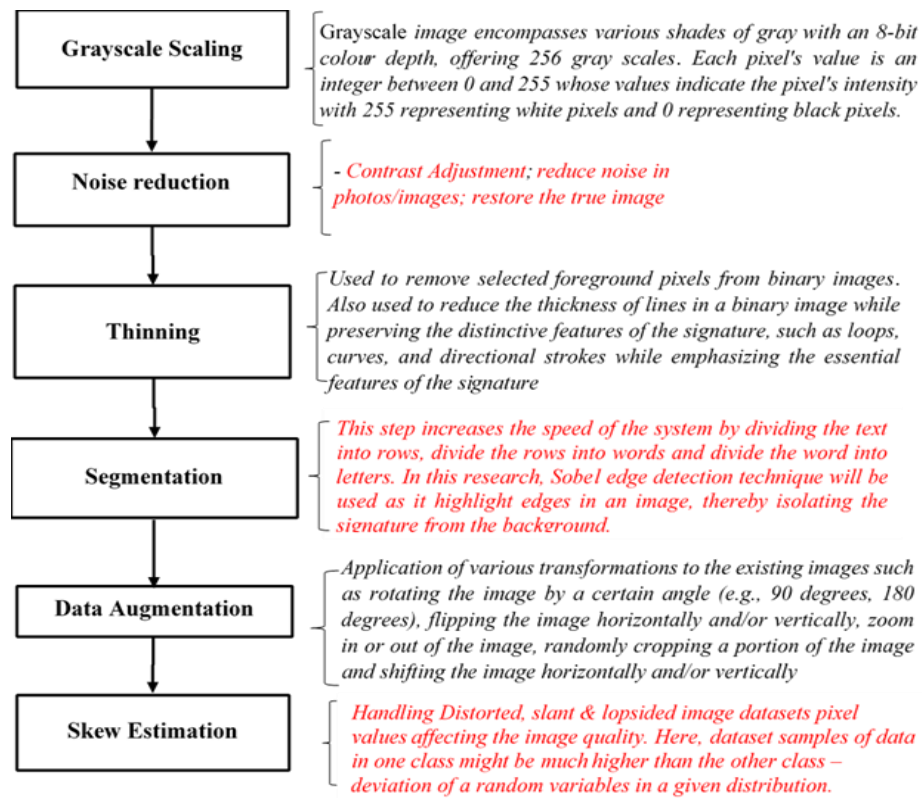 Grayscale Scaling
Grayscale image encompasses various shades of gray with an 8-bit
colour depth, offering 256 gray scales. Each pixel's value is an
integer between 0 and 255 whose values indicate the pixel's intensity
with 255 representing white pixels and 0 representing black pixels.
Noise reduction
- Contrast Adjustment; reduce noise in
photos/images; restore the true image
Thinning
Used to remove selected foreground pixels from binary images.
Also used to reduce the thickness of lines in a binary image while
preserving the distinctive features of the signature, such as loops,
curves, and directional strokes while emphasizing the essential
features of the signature
Segmentation
This step increases the speed of the system by dividing the text
into rows, divide the rows into words and divide the word into
letters. In this research, Sobel edge detection technique will be
used as it highlight edges in an image, thereby isolating the
signature from the background.
Data Augmentation
Application of various transformations to the existing images such
as rotating the image by a certain angle (e.g., 90 degrees, 180
degrees), flipping the image horizontally and/or vertically, zoom
in or out of the image, randomly cropping a portion of the image
and shifting the image horizontally and/or vertically
Skew Estimation
Handling Distorted, slant & lopsided image datasets pixel
values affecting the image quality. Here, dataset samples of data
in one class might be much higher than the other class –
deviation of a random variables in a given distribution.